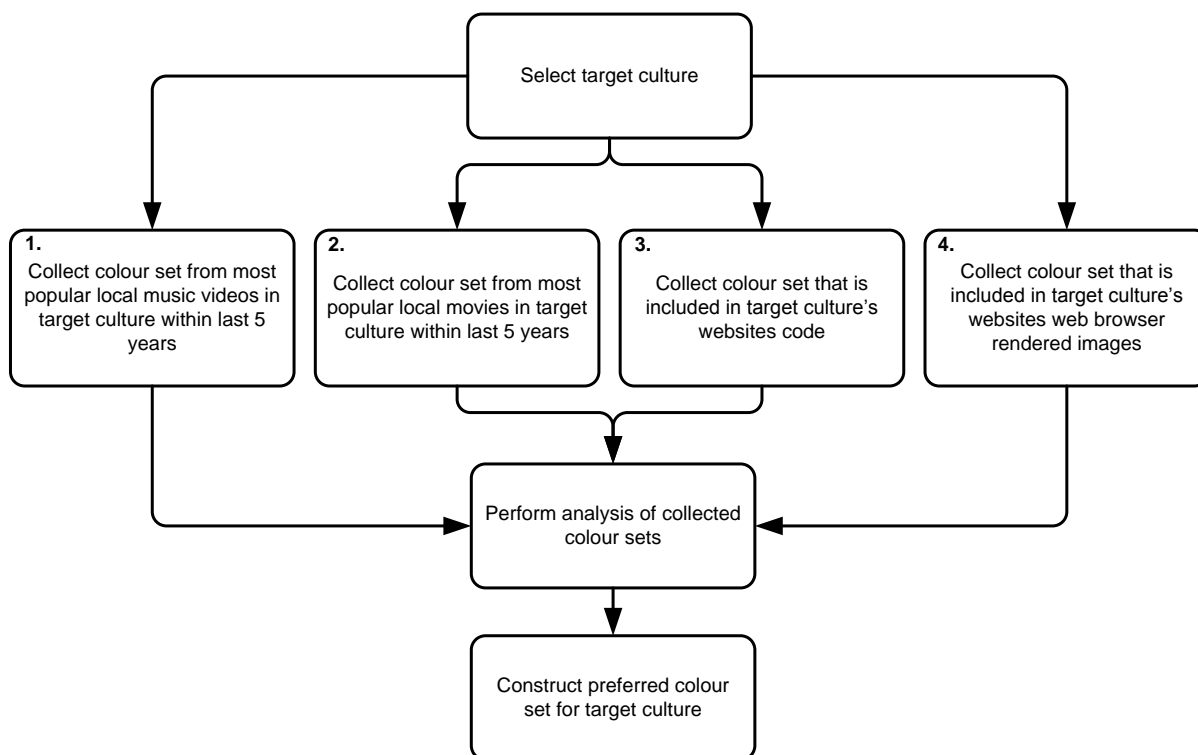 Select target culture
1.
Collect colour set from most
popular local music videos in
target culture within last 5
years
2.
Collect colour set from most
popular local movies in target
culture within last 5 years
3.
Collect colour set that is
included in target culture's
websites code
4.
Collect colour set that is
included in target culture's
websites web browser
rendered images
Perform analysis of collected
colour sets
Construct preferred colour
set for target culture